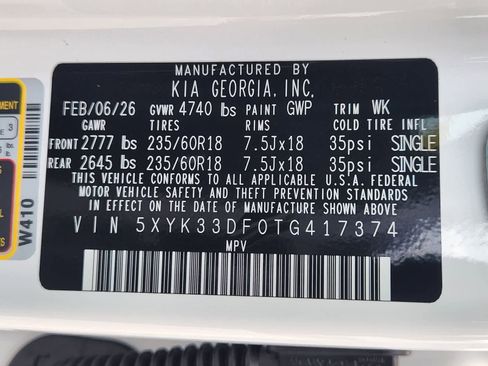 MANUFACTURED BY
KIA GEORGIA, INC.
FEB/06/26 GVWR 4740 lbs PAINT GWP TRIM WK
GAWR TIRES RIMS COLD TIRE INFL
FRONT 2777 lbs 235/60R18 7.5Jx18 35psi SINGLE
REAR 2645 lbs 235/60R18 7.5Jx18 35psi SINGLE
THIS VEHICLE CONFORMS TO ALL APPLICABLE U.S.A. FEDERAL
MOTOR VEHICLE SAFETY AND THEFT PREVENTION STANDARDS
IN EFFECT ON THE DATE OF MANUFACTURE SHOWN ABOVE.
VIN 5XYK33DF0TG417374
MPV
W410